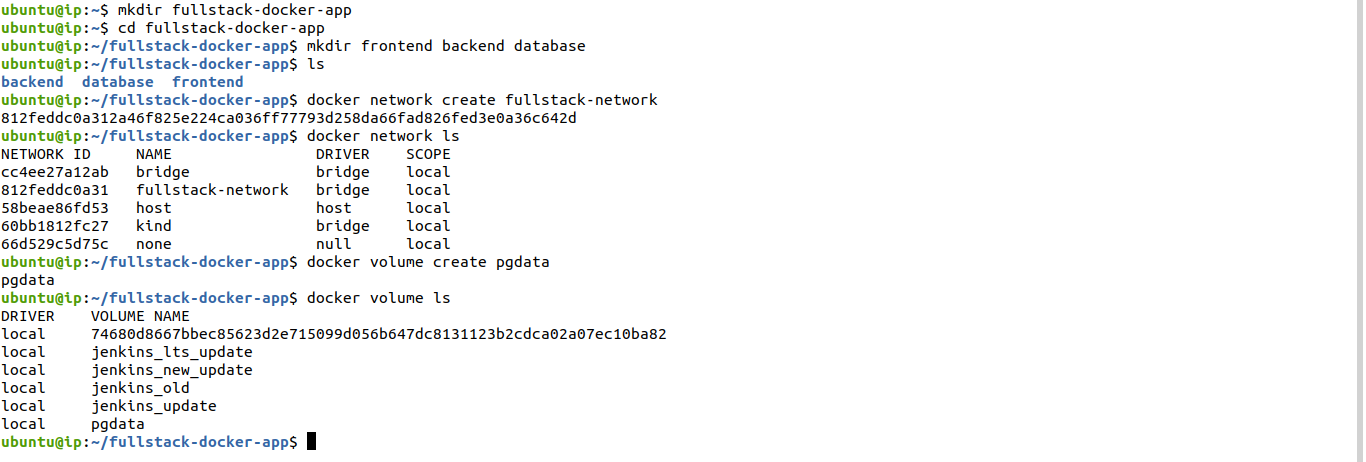 ubuntu@ip:~$ mkdir fullstack-docker-app
ubuntu@ip:~$ cd fullstack-docker-app
ubuntu@ip:~/fullstack-docker-app$ mkdir frontend backend database
ubuntu@ip:~/fullstack-docker-app$ ls
backend  database  frontend
ubuntu@ip:~/fullstack-docker-app$ docker network create fullstack-network
812feddc0a312a46f825e224ca036ff77793d258da66fad826fed3e0a36c642d
ubuntu@ip:~/fullstack-docker-app$ docker network ls
NETWORK ID     NAME                DRIVER    SCOPE
cc4ee27a12ab   bridge              bridge    local
812feddc0a31   fullstack-network   bridge    local
58beae86fd53   host                host      local
60bb1812fc27   kind                bridge    local
66d529c5d75c   none                null      local
ubuntu@ip:~/fullstack-docker-app$ docker volume create pgdata
pgdata
ubuntu@ip:~/fullstack-docker-app$ docker volume ls
DRIVER    VOLUME NAME
local     74680d8667bbec85623d2e715099d056b647dc8131123b2cdca02a07ec10ba82
local     jenkins_lts_update
local     jenkins_new_update
local     jenkins_old
local     jenkins_update
local     pgdata
ubuntu@ip:~/fullstack-docker-app$